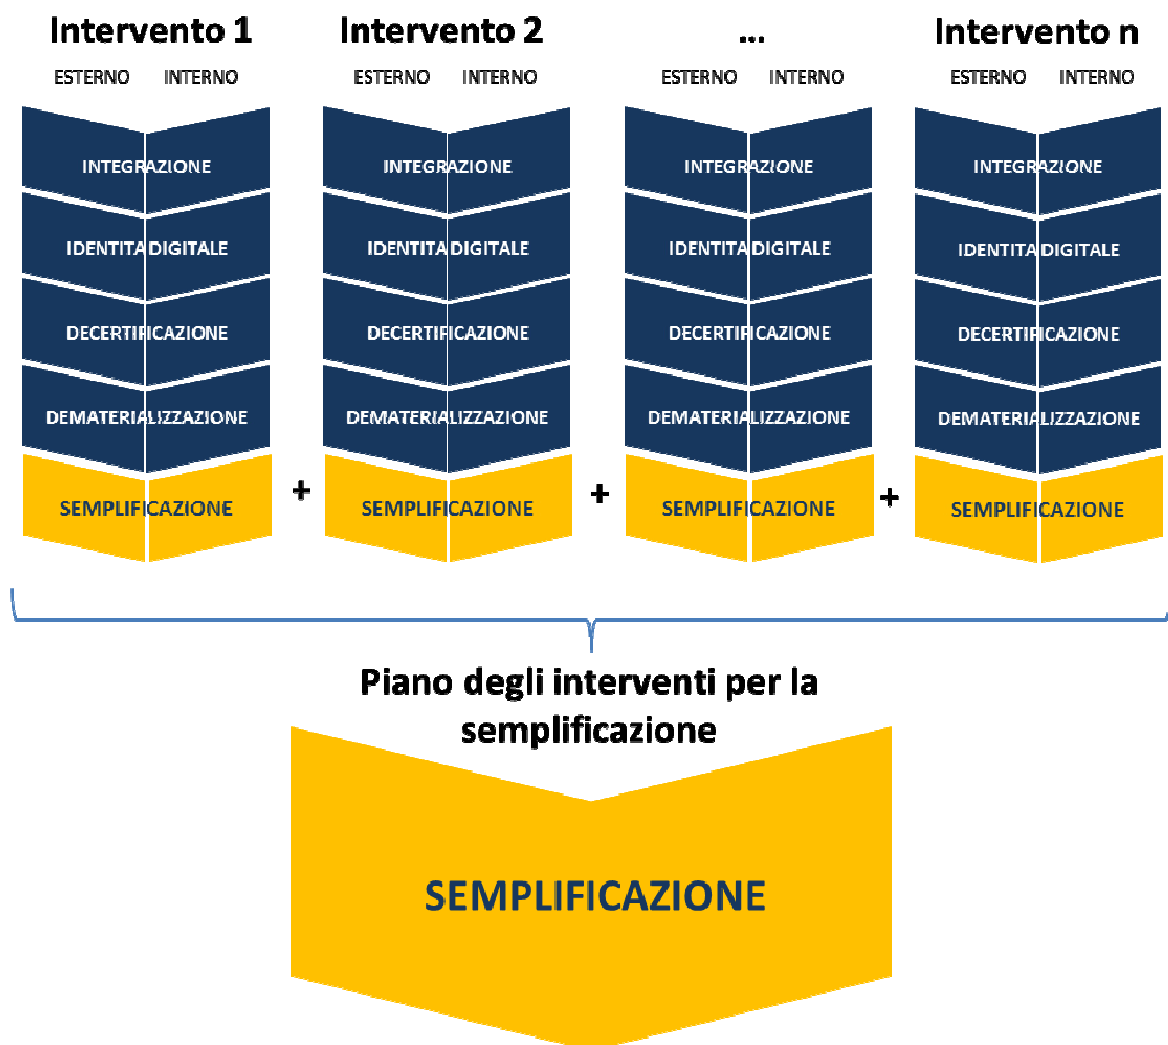 Intervento 1
ESTERNO INTERNO
INTEGRAZIONE
IDENTITA DIGITALE
DECERTIFICAZIONE
DEMATERIALIZZAZIONE
SEMPLIFICAZIONE
+
Intervento 2
ESTERNO INTERNO
INTEGRAZIONE
IDENTITA DIGITALE
DECERTIFICAZIONE
DEMATERIALIZZAZIONE
SEMPLIFICAZIONE
+
...
ESTERNO INTERNO
INTEGRAZIONE
IDENTITA DIGITALE
DECERTIFICAZIONE
DEMATERIALIZZAZIONE
SEMPLIFICAZIONE
+
Intervento n
ESTERNO INTERNO
INTEGRAZIONE
IDENTITA DIGITALE
DECERTIFICAZIONE
DEMATERIALIZZAZIONE
SEMPLIFICAZIONE
Piano degli interventi per la
semplificazione
SEMPLIFICAZIONE